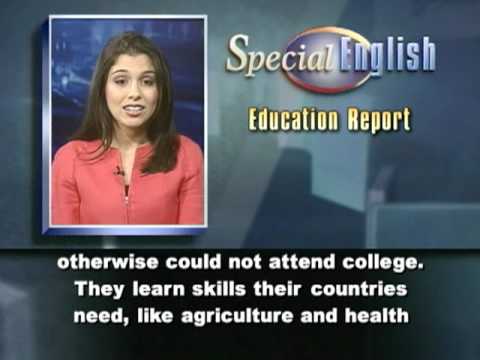 Special English
Education Report
otherwise could not attend college.
They learn skills their countries
need, like agriculture and health